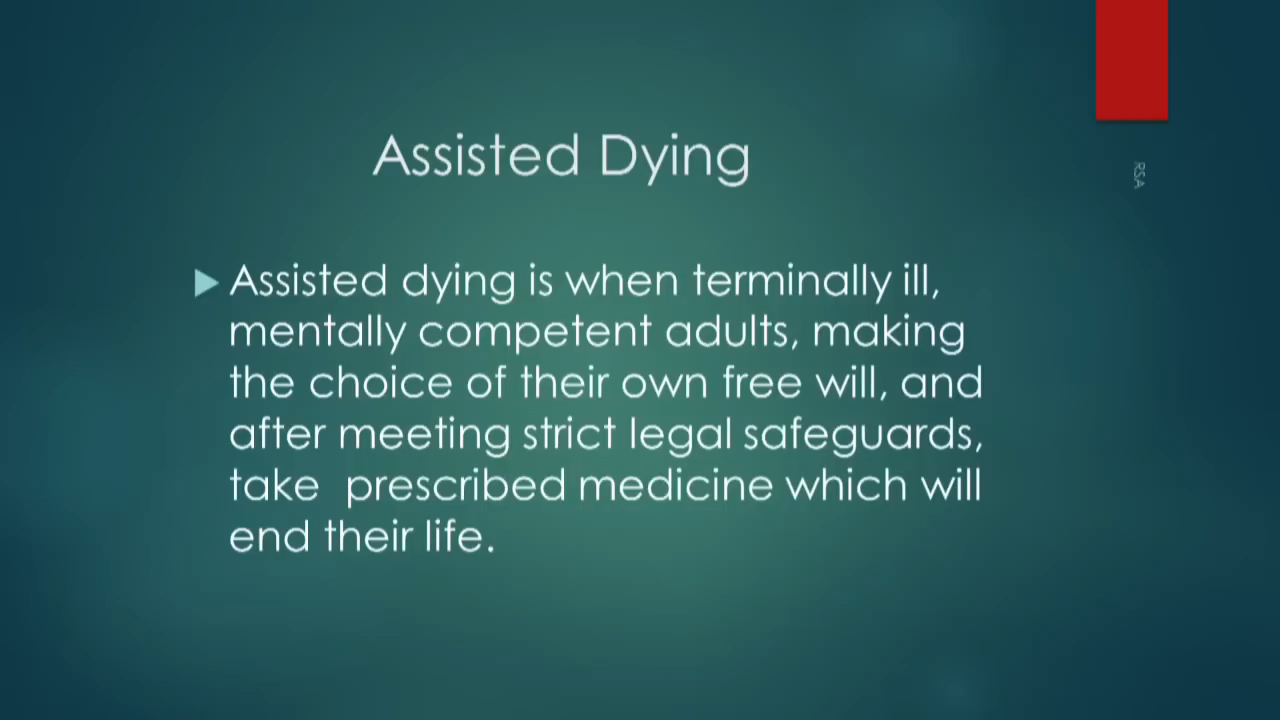 Assisted Dying
RSA
Assisted dying is when terminally ill,
mentally competent adults, making
the choice of their own free will, and
after meeting strict legal safeguards,
take  prescribed medicine which will
end their life.